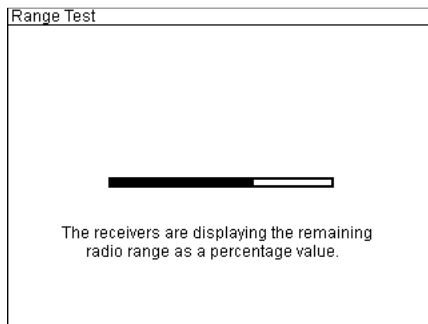 Range Test
The receivers are displaying the remaining
radio range as a percentage value.